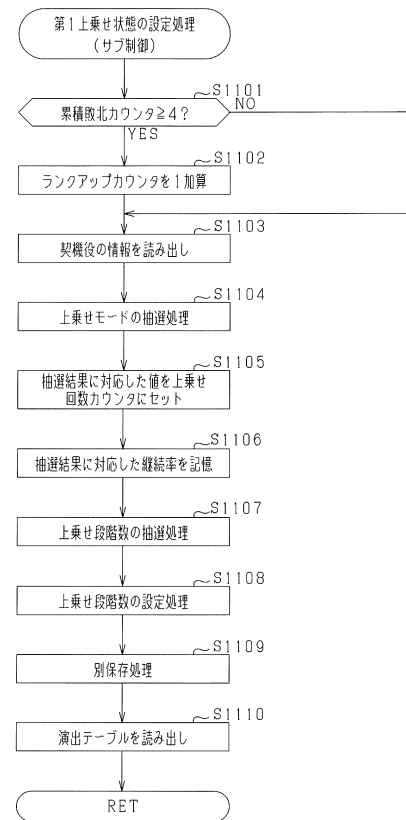 第1上乗せ状態の設定処理
(サブ制御)
S1101
累積敗北カウンタ≧4?
NO
YES
S1102
ランクアップカウンタを1加算
S1103
契機役の情報を読み出し
S1104
上乗せモードの抽選処理
S1105
抽選結果に対応した値を上乗せ
回数カウンタにセット
S1106
抽選結果に対応した継続率を記憶
S1107
上乗せ段階数の抽選処理
S1108
上乗せ段階数の設定処理
S1109
別保存処理
S1110
演出テーブルを読み出し
RET